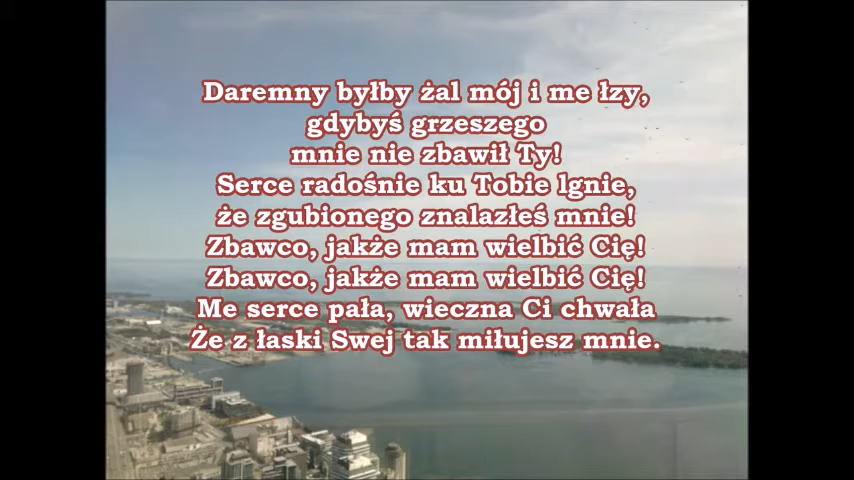 Daremny byłby żal mój i me łzy,
gdybyś grzeszego
mnie nie zbawił Ty!
Serce radośnie ku Tobie lgnie,
że zgubionego znalazłeś mnie!
Zbawco, jakże mam wielbić Cię!
Zbawco, jakże mam wielbić Cię!
Me serce pała, wieczna Ci chwała
Że z łaski Swej tak miłujesz mnie.